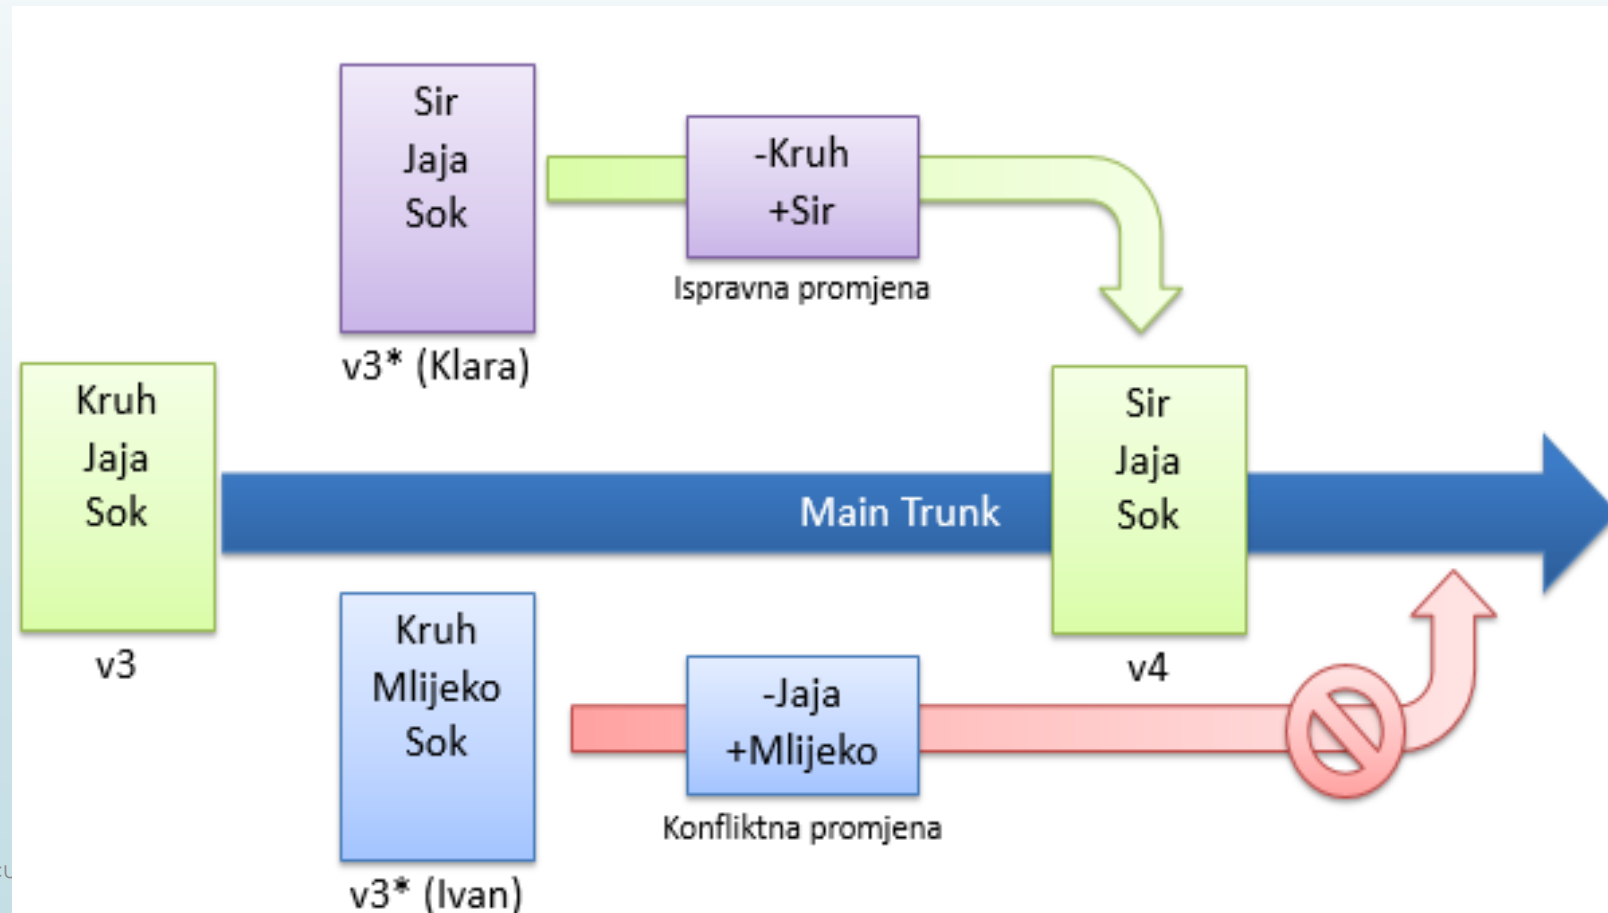 Sir
Jaja
Sok
v3* (Klara)
-Kruh
+Sir
Ispravna promjena
Kruh
Jaja
Sok
v3
Main Trunk
Sir
Jaja
Sok
v4
Kruh
Mlijeko
Sok
v3* (Ivan)
-Jaja
+Mlijeko
Konfliktna promjena